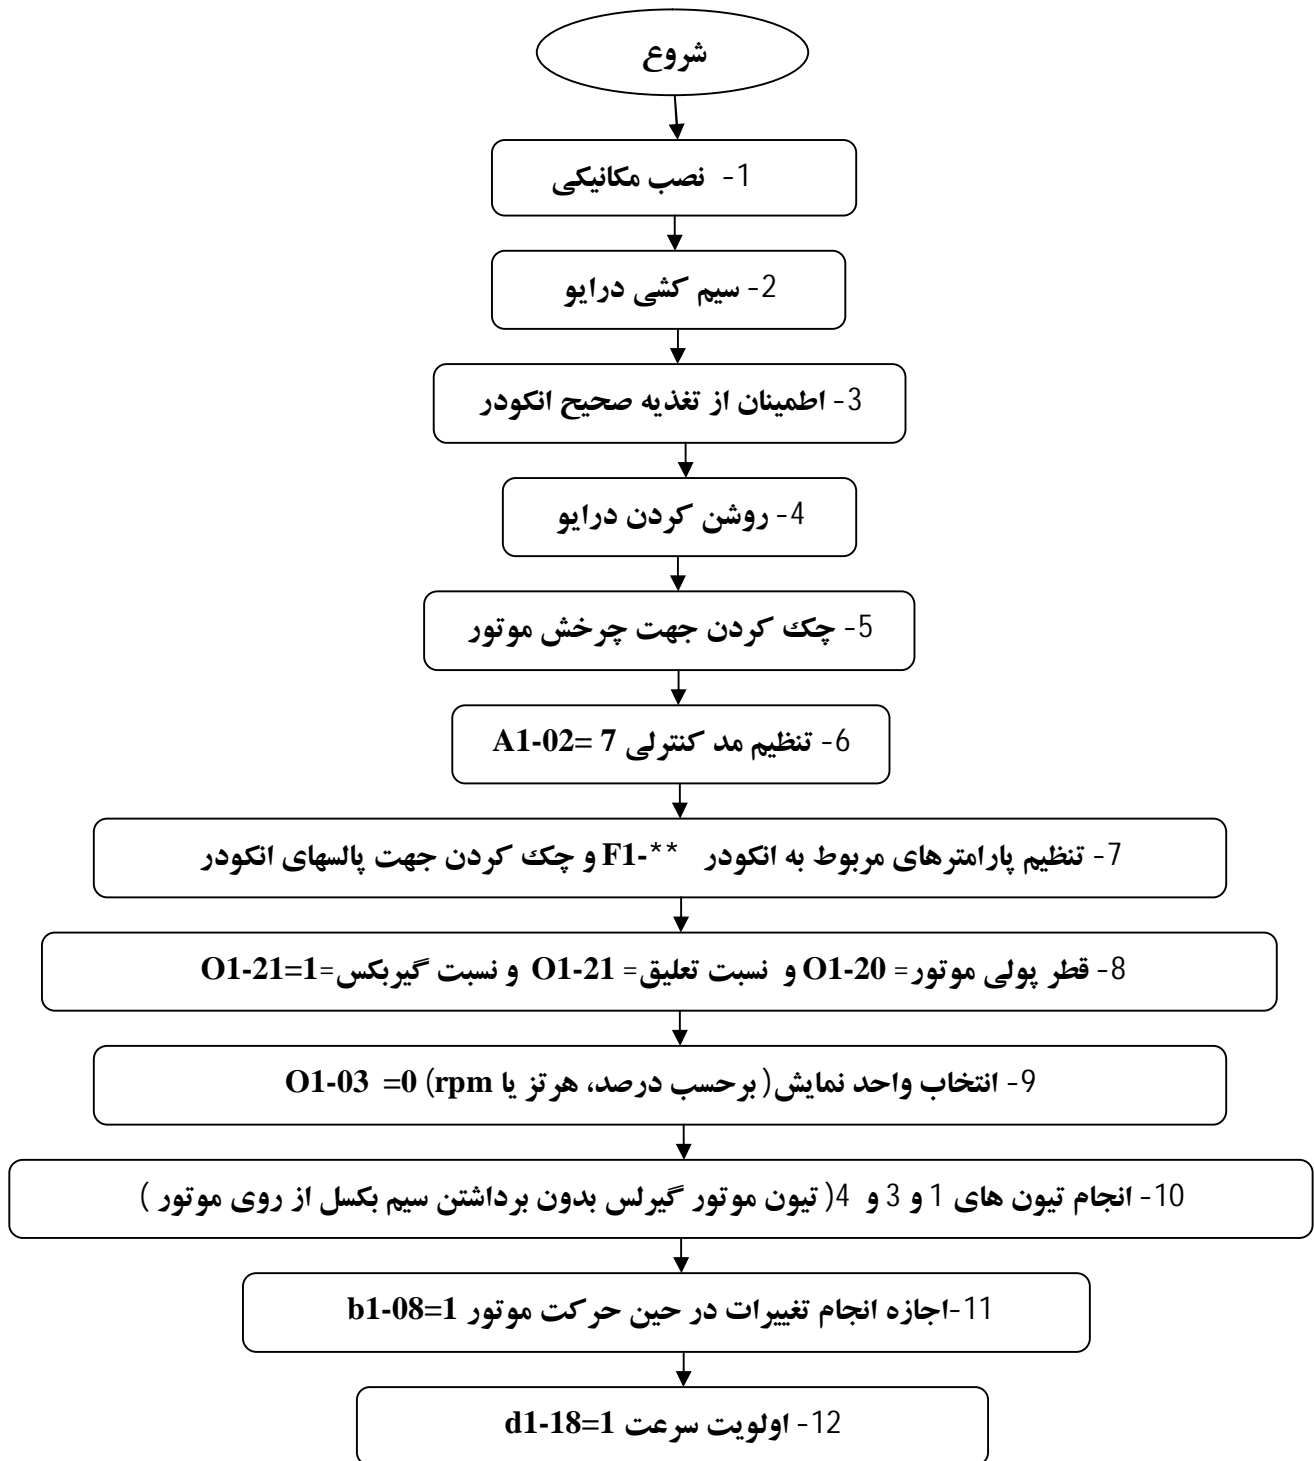 شروع
1- نصب مکانیکی
2- سیم کشی درایو
3- اطمینان از تغذیه صحیح انکودر
4- روشن کردن درایو
5- چک کردن جهت چرخش موتور
6- تنظیم مد کنترلی A1-02= 7
7- تنظیم پارامترهای مربوط به انکودر F1-** و چک کردن جهت پالسهای انکودر
8- قطر پولی موتور= O1-20 و نسبت تعلیق= O1-21 و نسبت گیربکس= O1-21=1
9- انتخاب واحد نمایش( برحسب درصد، هرتز یا rpm) O1-03 =0
10- انجام تیون های 1 و 3 و 4( تیون موتور گیرلس بدون برداشتن سیم بکسل از روی موتور )
11-اجازه انجام تغییرات در حین حرکت موتور b1-08=1
12- اولویت سرعت d1-18=1